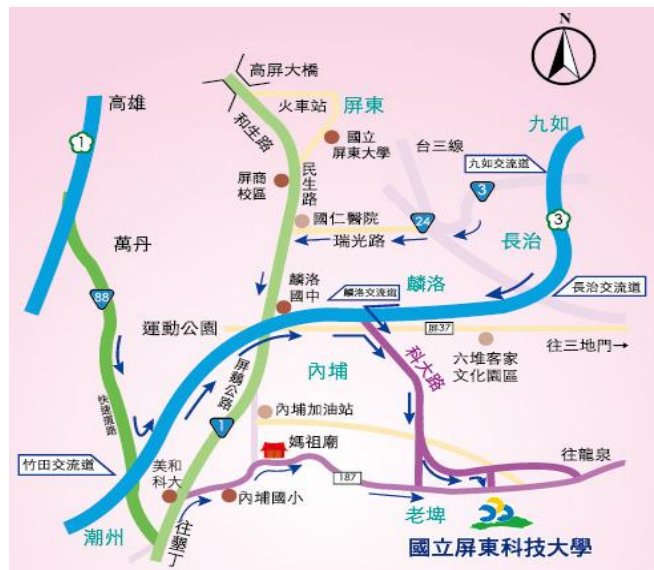 N
高屏大橋
高雄
火車站
屏東
1
和生路
國立
屏東大學
台三線
九如
九如交流道
屏商
校區
民生路
3
國仁醫院
24
3
瑞光路
長治
萬丹
88
麟洛
國中
麟洛交流道
麟洛
長治交流道
運動公園
屏37
往三地門→
屏鵝公路
科大路
六堆客家
文化園區
內埔
快速道路
1
內埔加油站
媽祖廟
竹田交流道
美和
科大
往龍泉
187
內埔國小
老埤
潮州
往墾丁
國立屏東科技大學